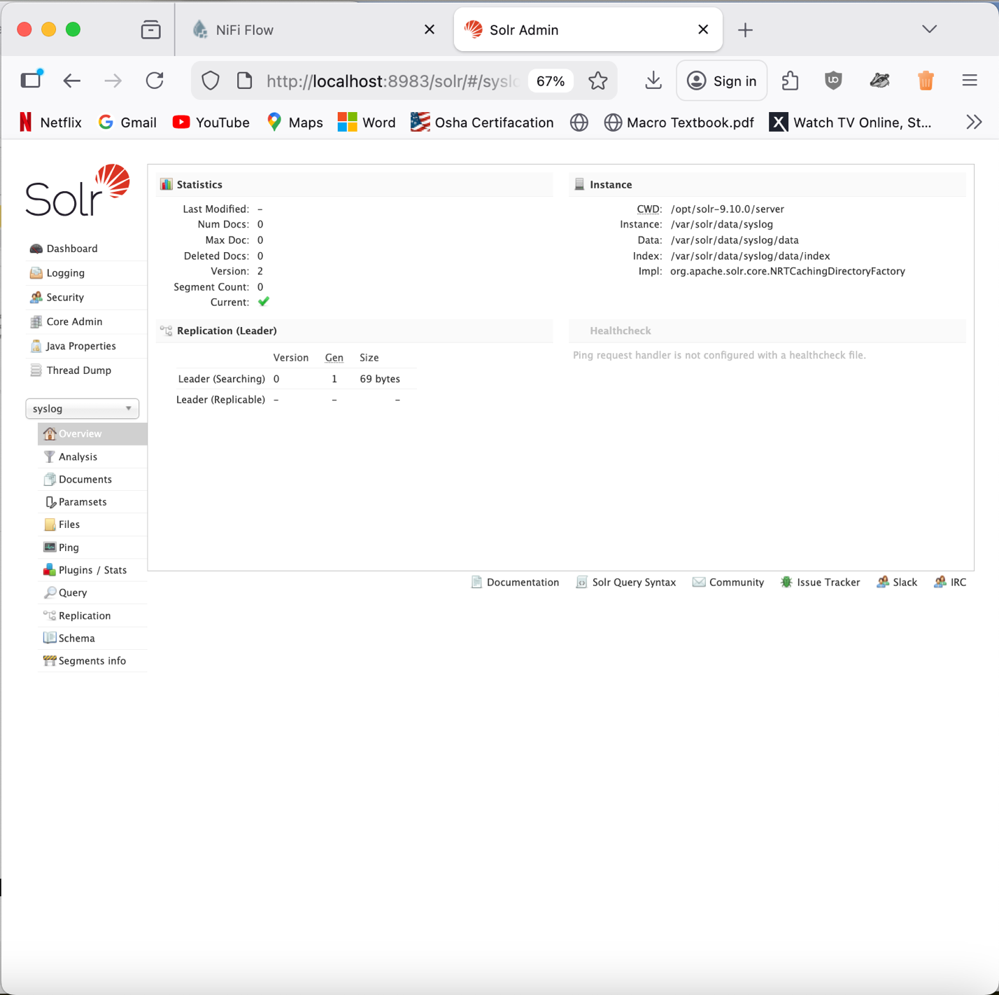 NiFi Flow
Solr Admin
http://localhost:8983/solr/#/syslo
67%
Sign in
Netflix
Gmail
YouTube
Maps
Word
Osha Certifacation
Macro Textbook.pdf
Watch TV Online, St...
Solr
Dashboard
Logging
Security
Core Admin
Java Properties
Thread Dump
syslog
Overview
Analysis
Documents
Paramsets
Files
Ping
Plugins / Stats
Query
Replication
Schema
Segments info
Statistics
Last Modified: –
Num Docs: 0
Max Doc: 0
Deleted Docs: 0
Version: 2
Segment Count: 0
Current:
Instance
CWD: /opt/solr-9.10.0/server
Instance: /var/solr/data/syslog
Data: /var/solr/data/syslog/data
Index: /var/solr/data/syslog/data/index
Impl: org.apache.solr.core.NRTCachingDirectoryFactory
Replication (Leader)
Version Gen Size
Leader (Searching) 0 1 69 bytes
Leader (Replicable) – – –
Healthcheck
Ping request handler is not configured with a healthcheck file.
Documentation
Solr Query Syntax
Community
Issue Tracker
Slack
IRC